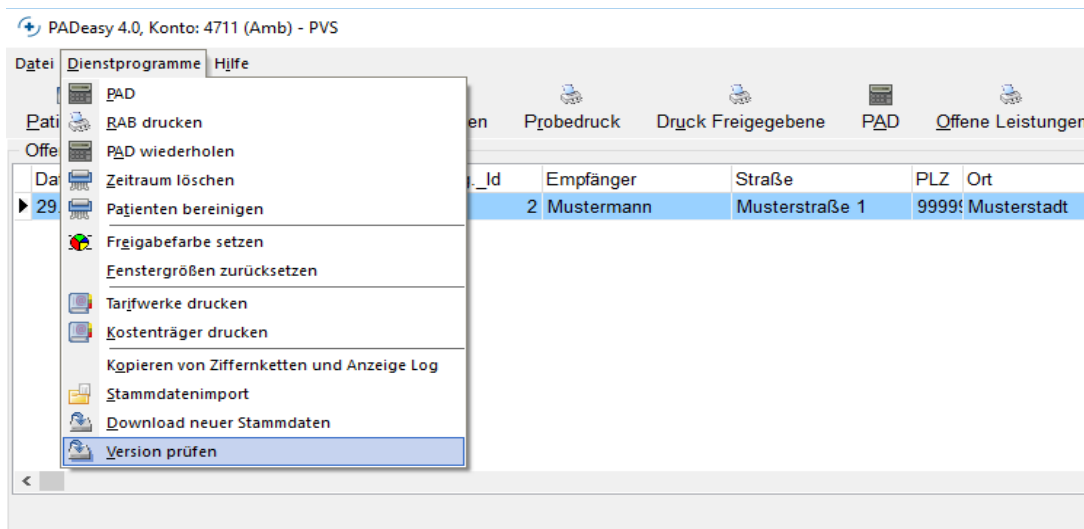 PADeasy 4.0, Konto: 4711 (Amb) - PVS
Datei Dienstprogramme Hilfe
PAD
RAB drucken
PAD wiederholen
Zeitraum löschen
Patienten bereinigen
Freigabefarbe setzen
Fenstergrößen zurücksetzen
Tarifwerke drucken
Kostenträger drucken
Kopieren von Ziffernketten und Anzeige Log
Stammdatenimport
Download neuer Stammdaten
Version prüfen
Pati en Probedruck Druck Freigegebene PAD Offene Leistungen
Offe
Da ._Id Empfänger Straße PLZ Ort
29. 2 Mustermann Musterstraße 1 9999 Musterstadt